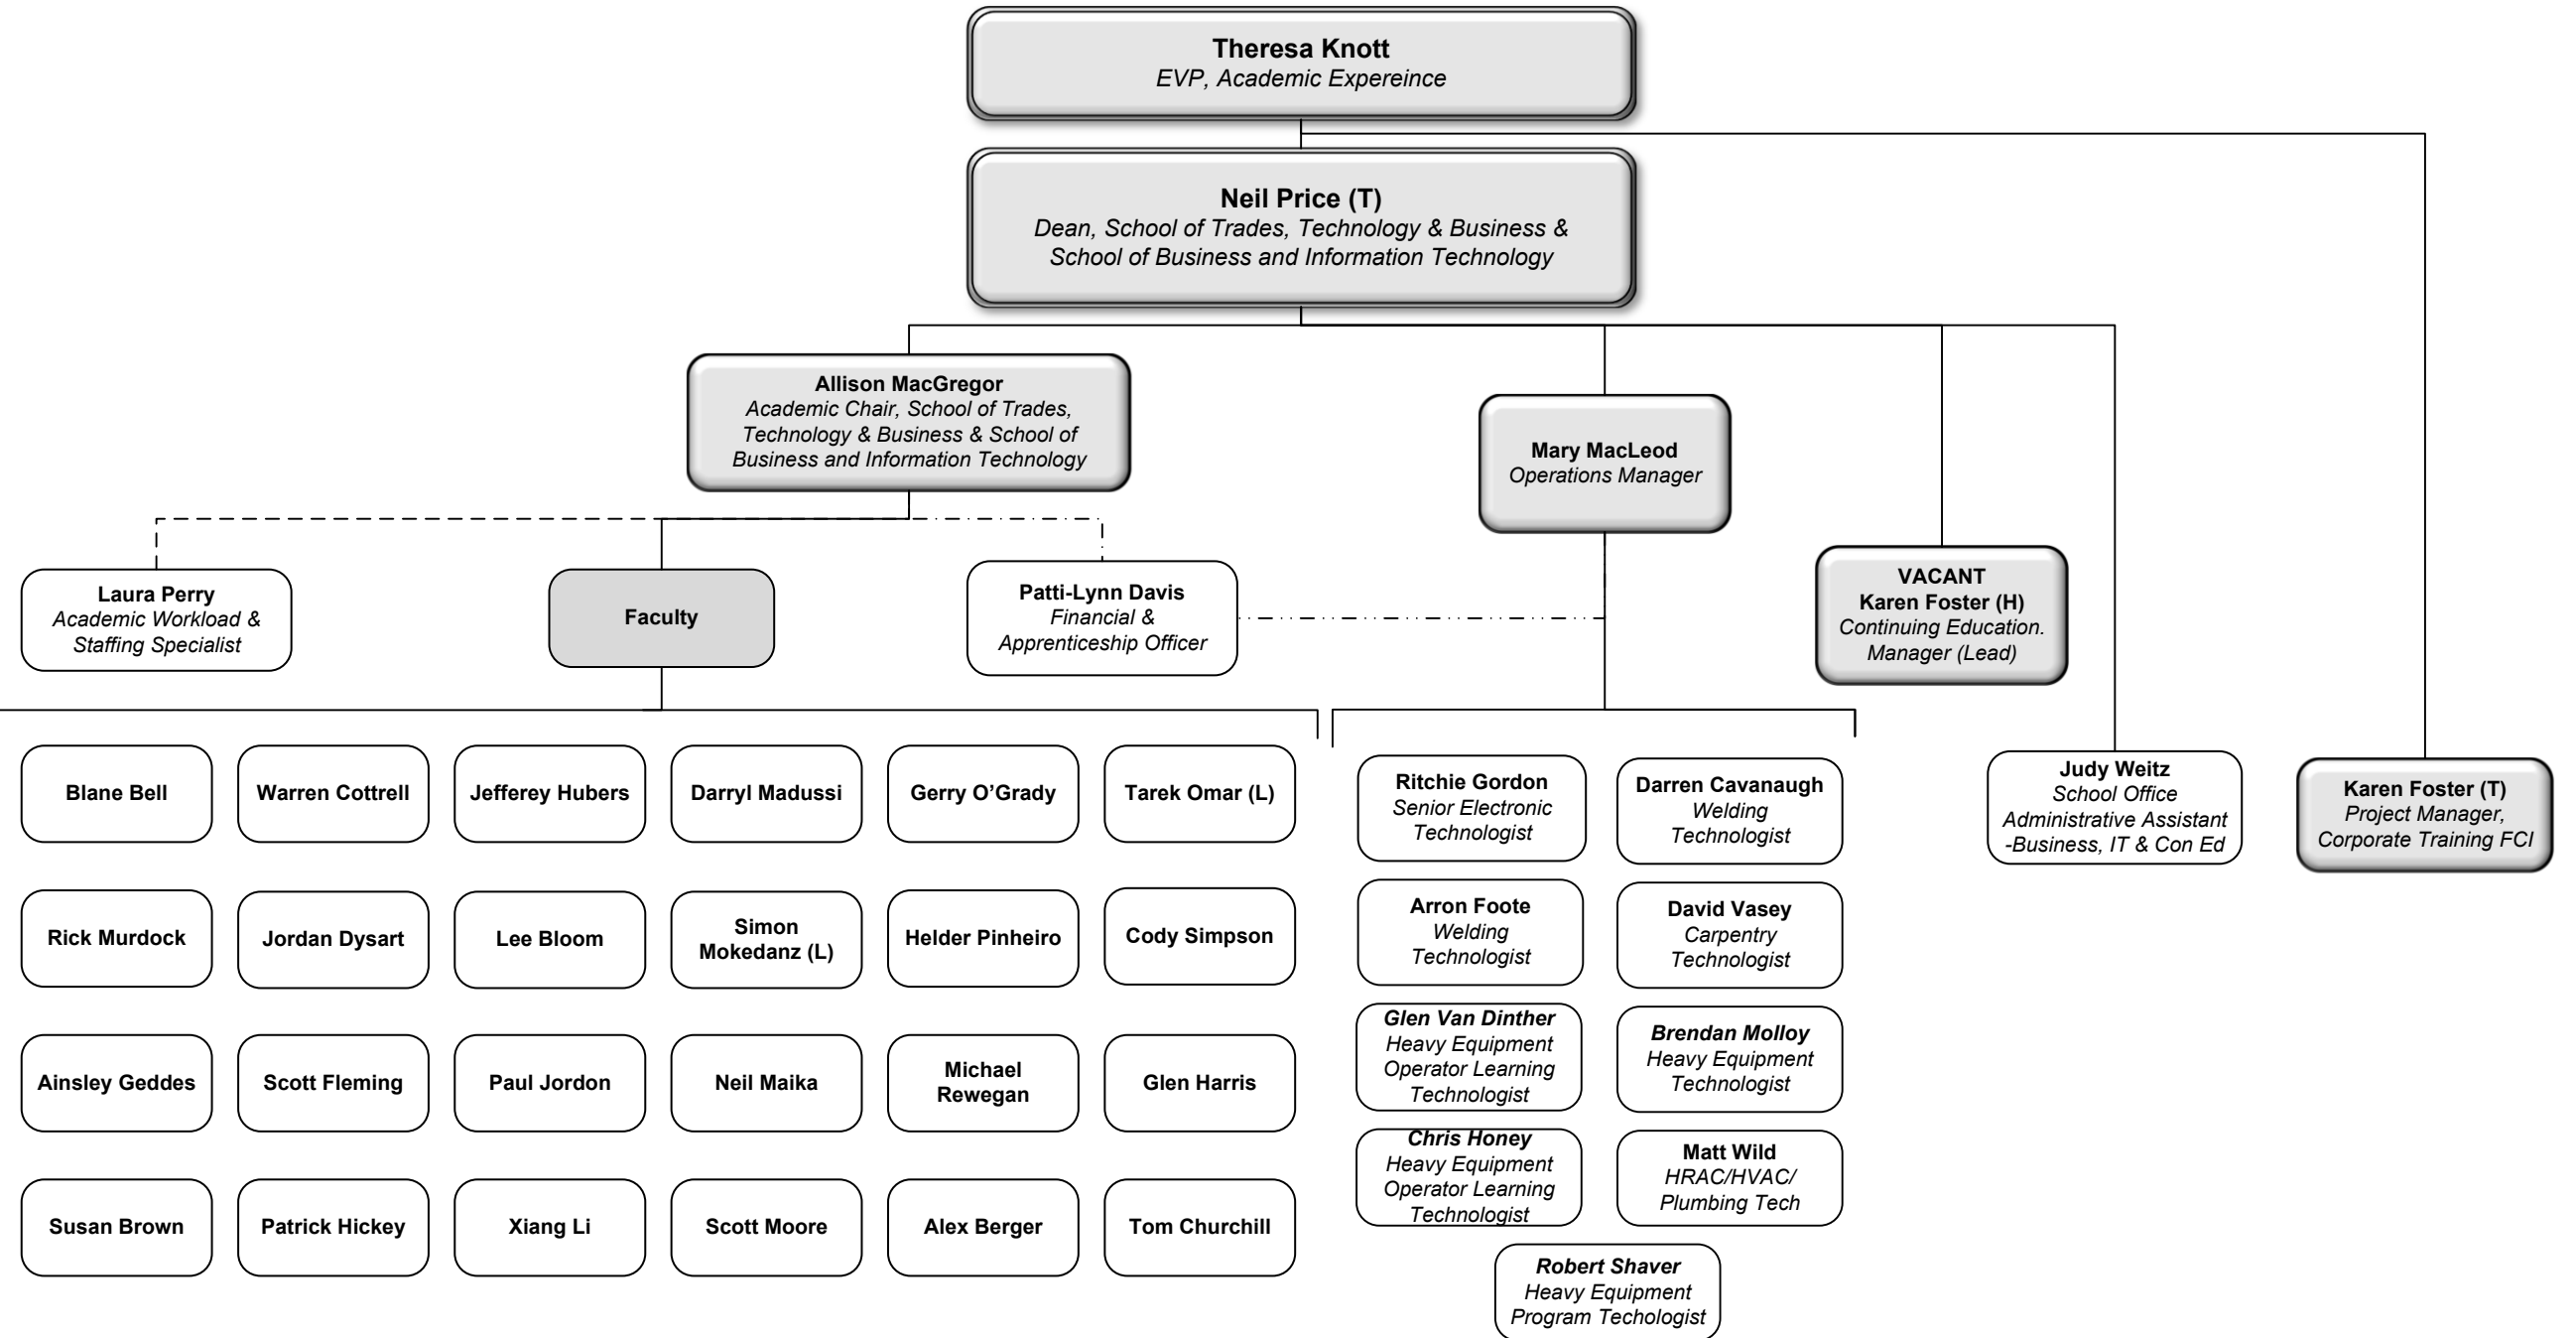 Theresa Knott
EVP, Academic Expereince
Neil Price (T)
Dean, School of Trades, Technology & Business &
School of Business and Information Technology
Allison MacGregor
Academic Chair, School of Trades,
Technology & Business & School of
Business and Information Technology
Mary MacLeod
Operations Manager
Laura Perry
Academic Workload &
Staffing Specialist
Faculty
Patti-Lynn Davis
Financial &
Apprenticeship Officer
VACANT
Karen Foster (H)
Continuing Education.
Manager (Lead)
Blane Bell
Warren Cottrell
Jefferey Hubers
Darryl Madussi
Gerry O’Grady
Tarek Omar (L)
Ritchie Gordon
Senior Electronic
Technologist
Darren Cavanaugh
Welding
Technologist
Judy Weitz
School Office
Administrative Assistant
-Business, IT & Con Ed
Karen Foster (T)
Project Manager,
Corporate Training FCI
Rick Murdock
Jordan Dysart
Lee Bloom
Simon
Mokedanz (L)
Helder Pinheiro
Cody Simpson
Arron Foote
Welding
Technologist
David Vasey
Carpentry
Technologist
Ainsley Geddes
Scott Fleming
Paul Jordon
Neil Maika
Michael
Rewegan
Glen Harris
Glen Van Dinther
Heavy Equipment
Operator Learning
Technologist
Brendan Molloy
Heavy Equipment
Technologist
Susan Brown
Patrick Hickey
Xiang Li
Scott Moore
Alex Berger
Tom Churchill
Chris Honey
Heavy Equipment
Operator Learning
Technologist
Matt Wild
HRAC/HVAC/
Plumbing Tech
Robert Shaver
Heavy Equipment
Program Techologist